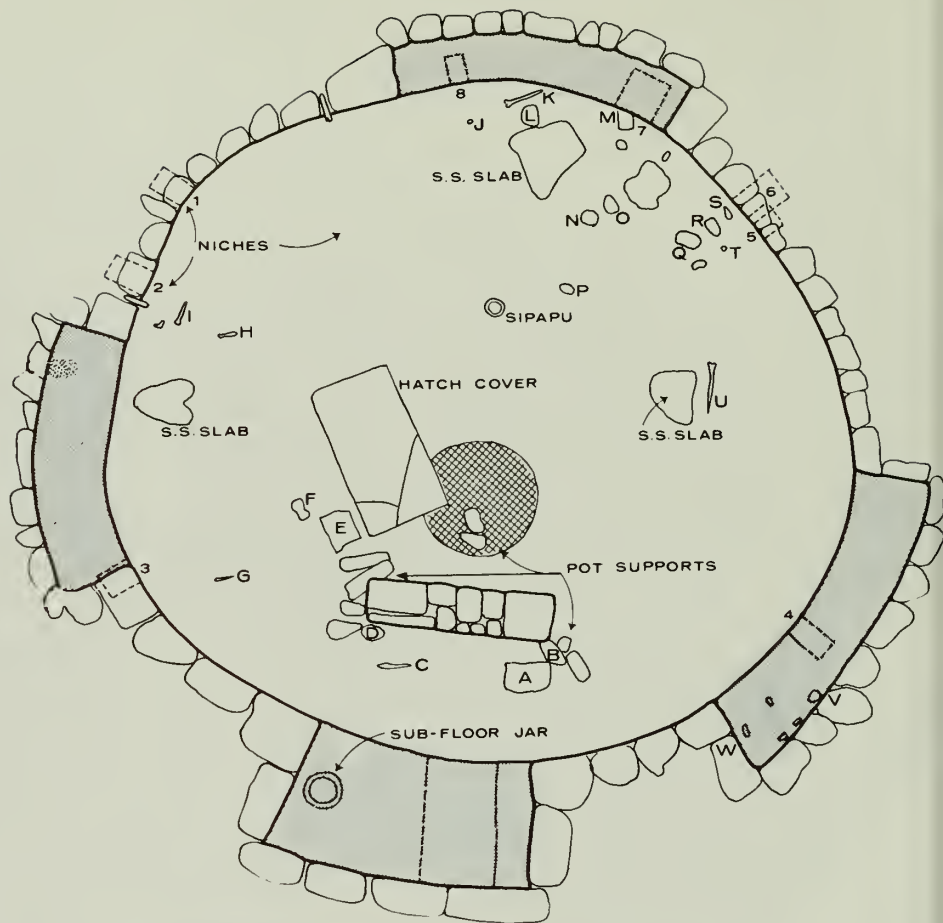 8
K
J
L
M
7
S.S. SLAB
6
S
1
N
O
R
5
Q
T
NICHES
2
P
I
SIPAPU
H
HATCH COVER
U
S.S. SLAB
S.S. SLAB
F
E
POT SUPPORTS
3
G
4
D
B
C
A
V
SUB-FLOOR JAR
W